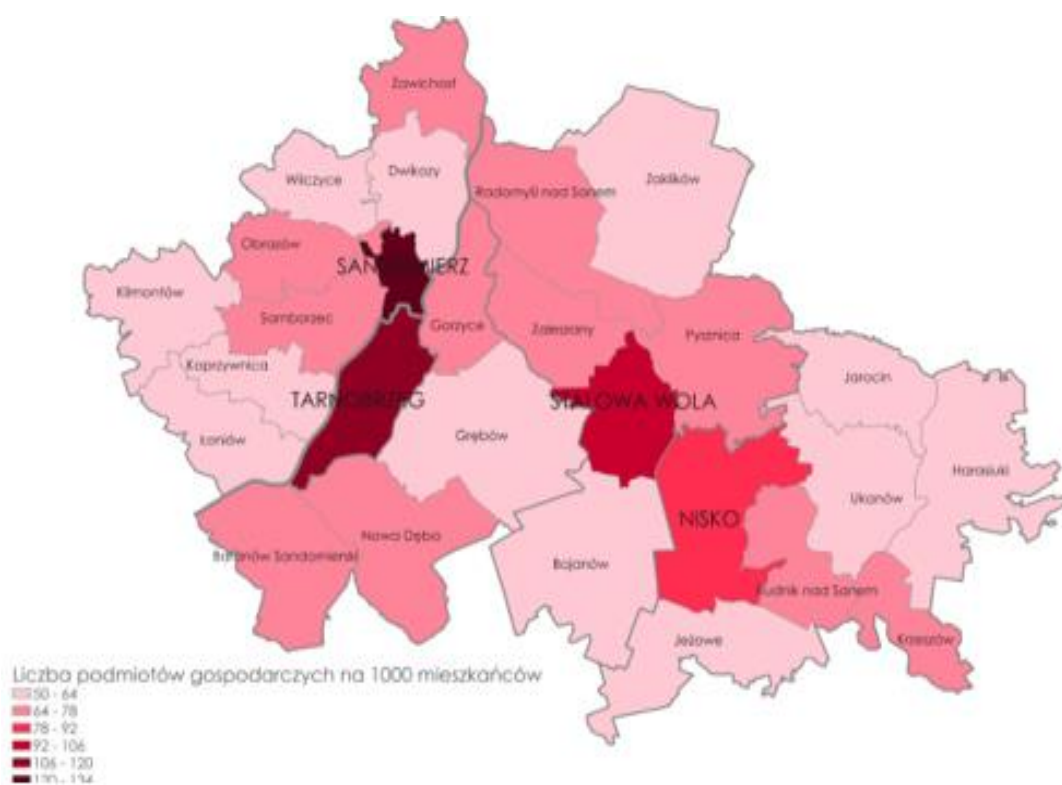 Zawichost
Dwikozy
Wilczyce
Zaklików
Radomyśl nad Sanem
Obrazów
SANDOMIERZ
Klimontów
Samborzec
Gorzyce
Zaleszany
Pysznica
Koprzywnica
Jarocin
TARNOBRZEG
STALOWA WOLA
Łoniów
Grębów
Harasiuki
Ulanów
NISKO
Nowa Dęba
Baranów Sandomierski
Bojanów
Rudnik nad Sanem
Jeżowe
Krzeszów
Liczba podmiotów gospodarczych na 1000 mieszkańców
50 - 64
64 - 78
78 - 92
92 - 106
106 - 120
120 - 134